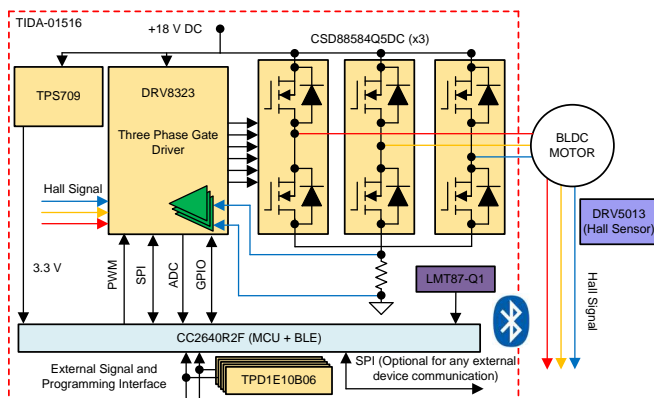 TIDA-01516
+18 V DC
CSD88584Q5DC (x3)
TPS709
DRV8323
Three Phase Gate
Driver
BLDC
MOTOR
Hall Signal
DRV5013
(Hall Sensor)
3.3 V
PWM
SPI
ADC
GPIO
LMT87-Q1
Hall Signal
CC2640R2F (MCU + BLE)
External Signal and
Programming Interface
TPD1E10B06
SPI (Optional for any external
device communication)